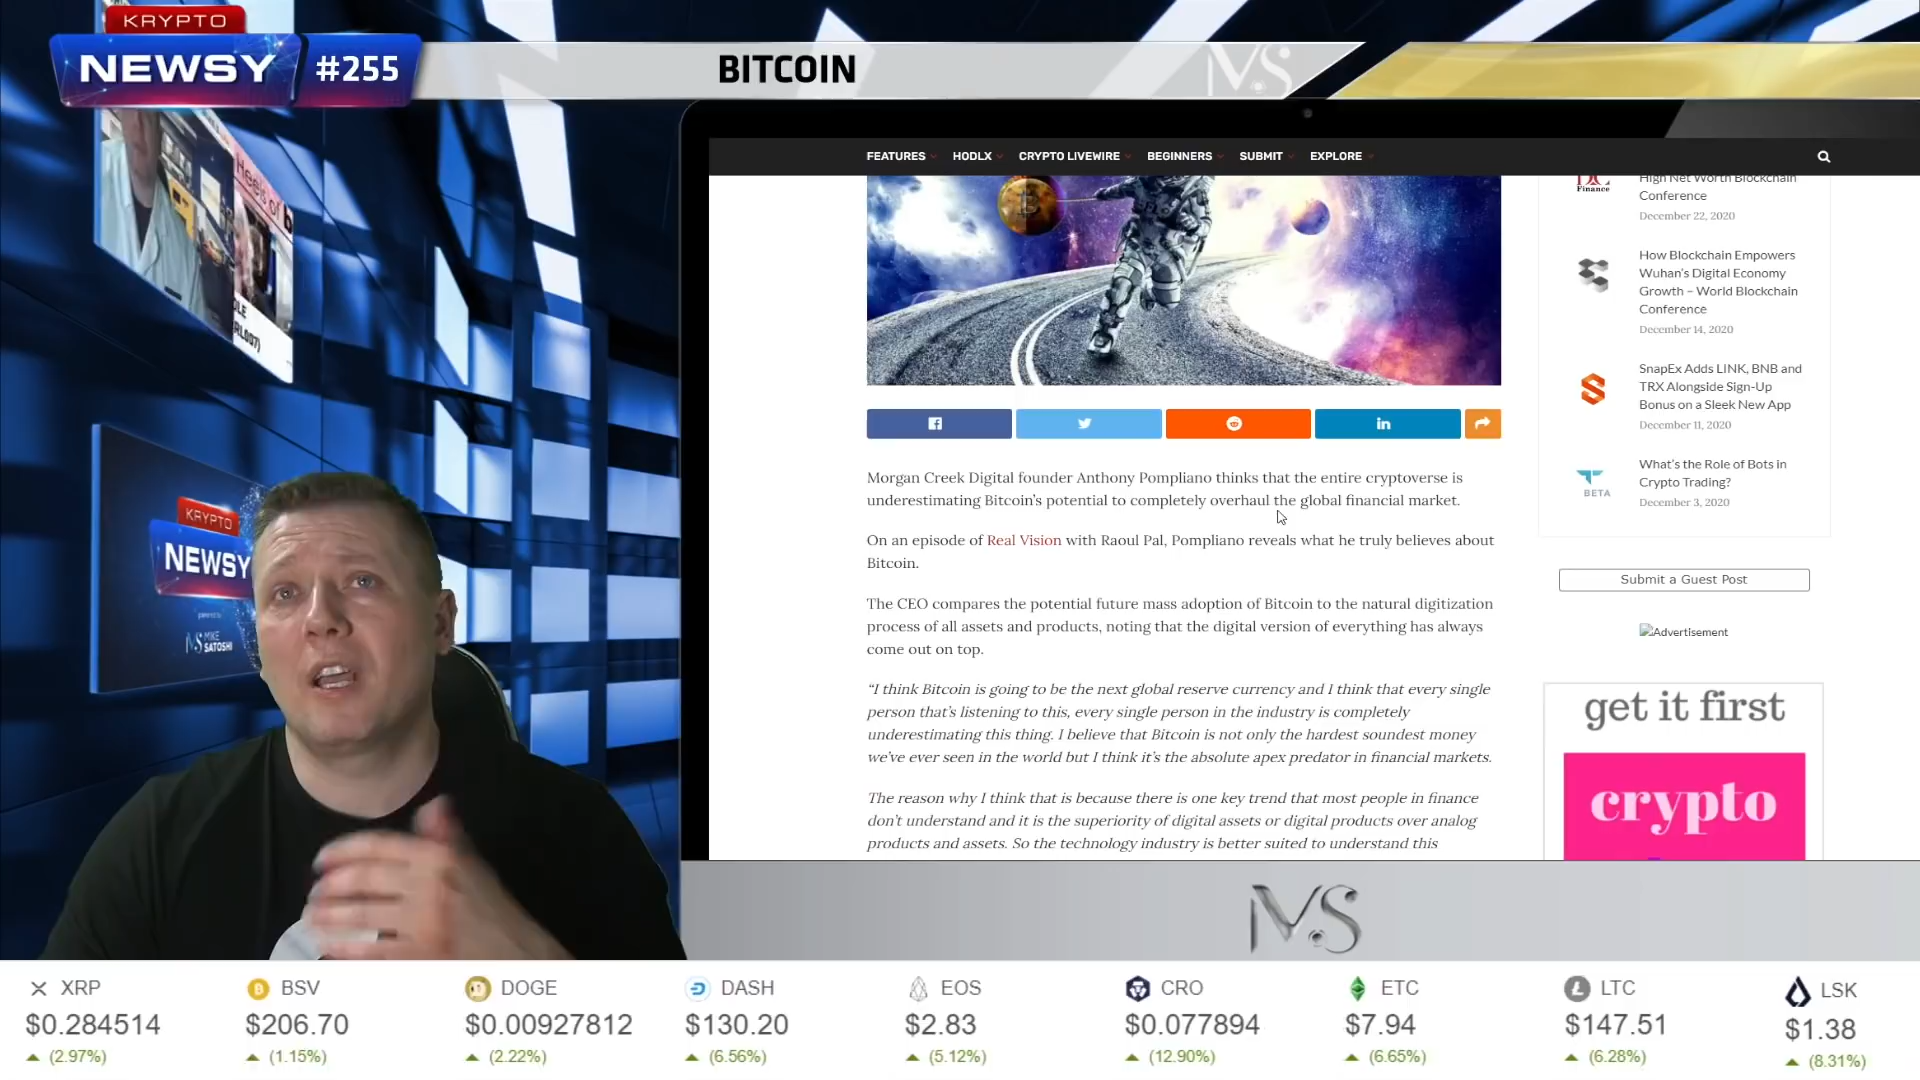 KRYPTO
NEWSY #255
BITCOIN
MS
FEATURES HODLX CRYPTO LIVEWIRE BEGINNERS SUBMIT EXPLORE
Heels of b
KRYPTO
NEWSY
powered by
MIKE
SATOSHI
Morgan Creek Digital founder Anthony Pompliano thinks that the entire cryptoverse is
underestimating Bitcoin's potential to completely overhaul the global financial market.
On an episode of Real Vision with Raoul Pal, Pompliano reveals what he truly believes about
Bitcoin.
The CEO compares the potential future mass adoption of Bitcoin to the natural digitization
process of all assets and products, noting that the digital version of everything has always
come out on top.
“I think Bitcoin is going to be the next global reserve currency and I think that every single
person that's listening to this, every single person in the industry is completely
underestimating this thing. I believe that Bitcoin is not only the hardest soundest money
we've ever seen in the world but I think it's the absolute apex predator in financial markets.
The reason why I think that is because there is one key trend that most people in finance
don't understand and it is the superiority of digital assets or digital products over analog
products and assets. So the technology industry is better suited to understand this
Finance
High Net Worth Blockchain
Conference
December 22, 2020
How Blockchain Empowers
Wuhan's Digital Economy
Growth – World Blockchain
Conference
December 14, 2020
SnapEx Adds LINK, BNB and
TRX Alongside Sign-Up
Bonus on a Sleek New App
December 11, 2020
BETA
What's the Role of Bots in
Crypto Trading?
December 3, 2020
Submit a Guest Post
Advertisement
get it first
crypto
MS
XRP BSV DOGE DASH EOS CRO ETC LTC LSK
$0.284514 $206.70 $0.00927812 $130.20 $2.83 $0.077894 $7.94 $147.51 $1.38
(2.97%) (1.15%) (2.22%) (6.56%) (5.12%) (12.90%) (6.65%) (6.28%) (8.31%)